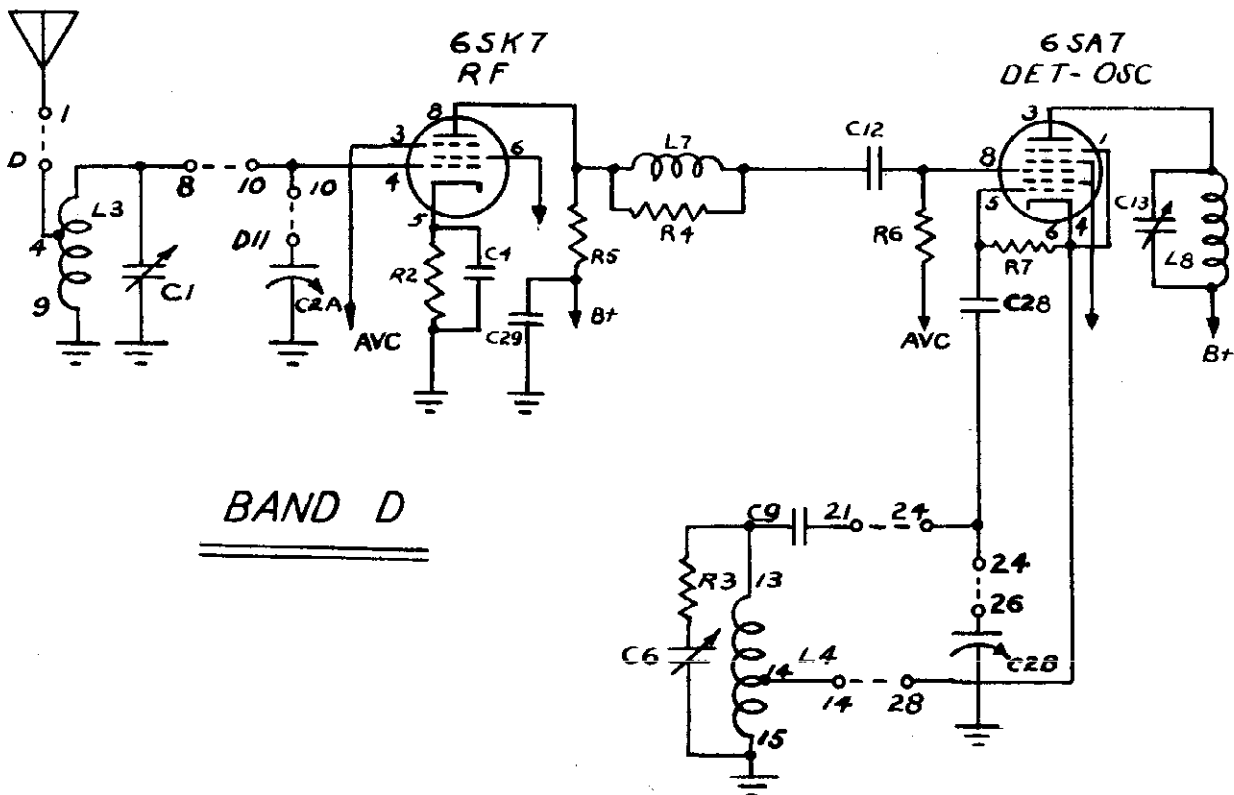 6SK7
RF
6SA7
DET-OSC
1
D
8
10
10
D11
L3
4
9
C1
C2A
AVC
8
3
6
4
5
R2
C4
C29
R5
B+
L7
R4
C12
R6
AVC
3
1
8
5
6
4
R7
C28
C13
L8
B+
BAND D
C9
21
24
24
26
R3
13
C6
L4
14
14
28
C2B
15